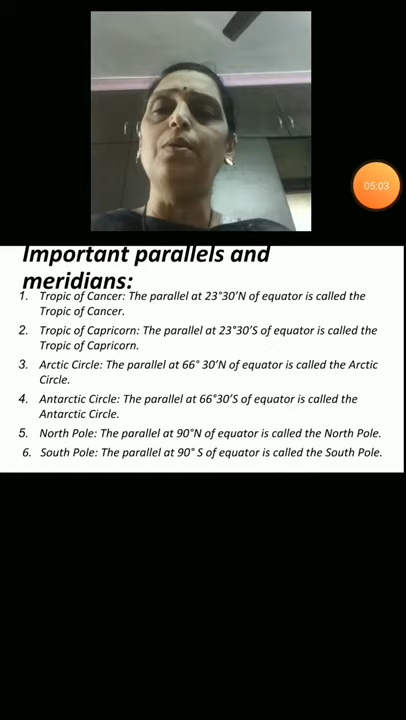 05:03
Important parallels and
meridians:
1. Tropic of Cancer: The parallel at 23°30’N of equator is called the
Tropic of Cancer.
2. Tropic of Capricorn: The parallel at 23°30’S of equator is called the
Tropic of Capricorn.
3. Arctic Circle: The parallel at 66° 30’N of equator is called the Arctic
Circle.
4. Antarctic Circle: The parallel at 66°30’S of equator is called the
Antarctic Circle.
5. North Pole: The parallel at 90°N of equator is called the North Pole.
6. South Pole: The parallel at 90° S of equator is called the South Pole.